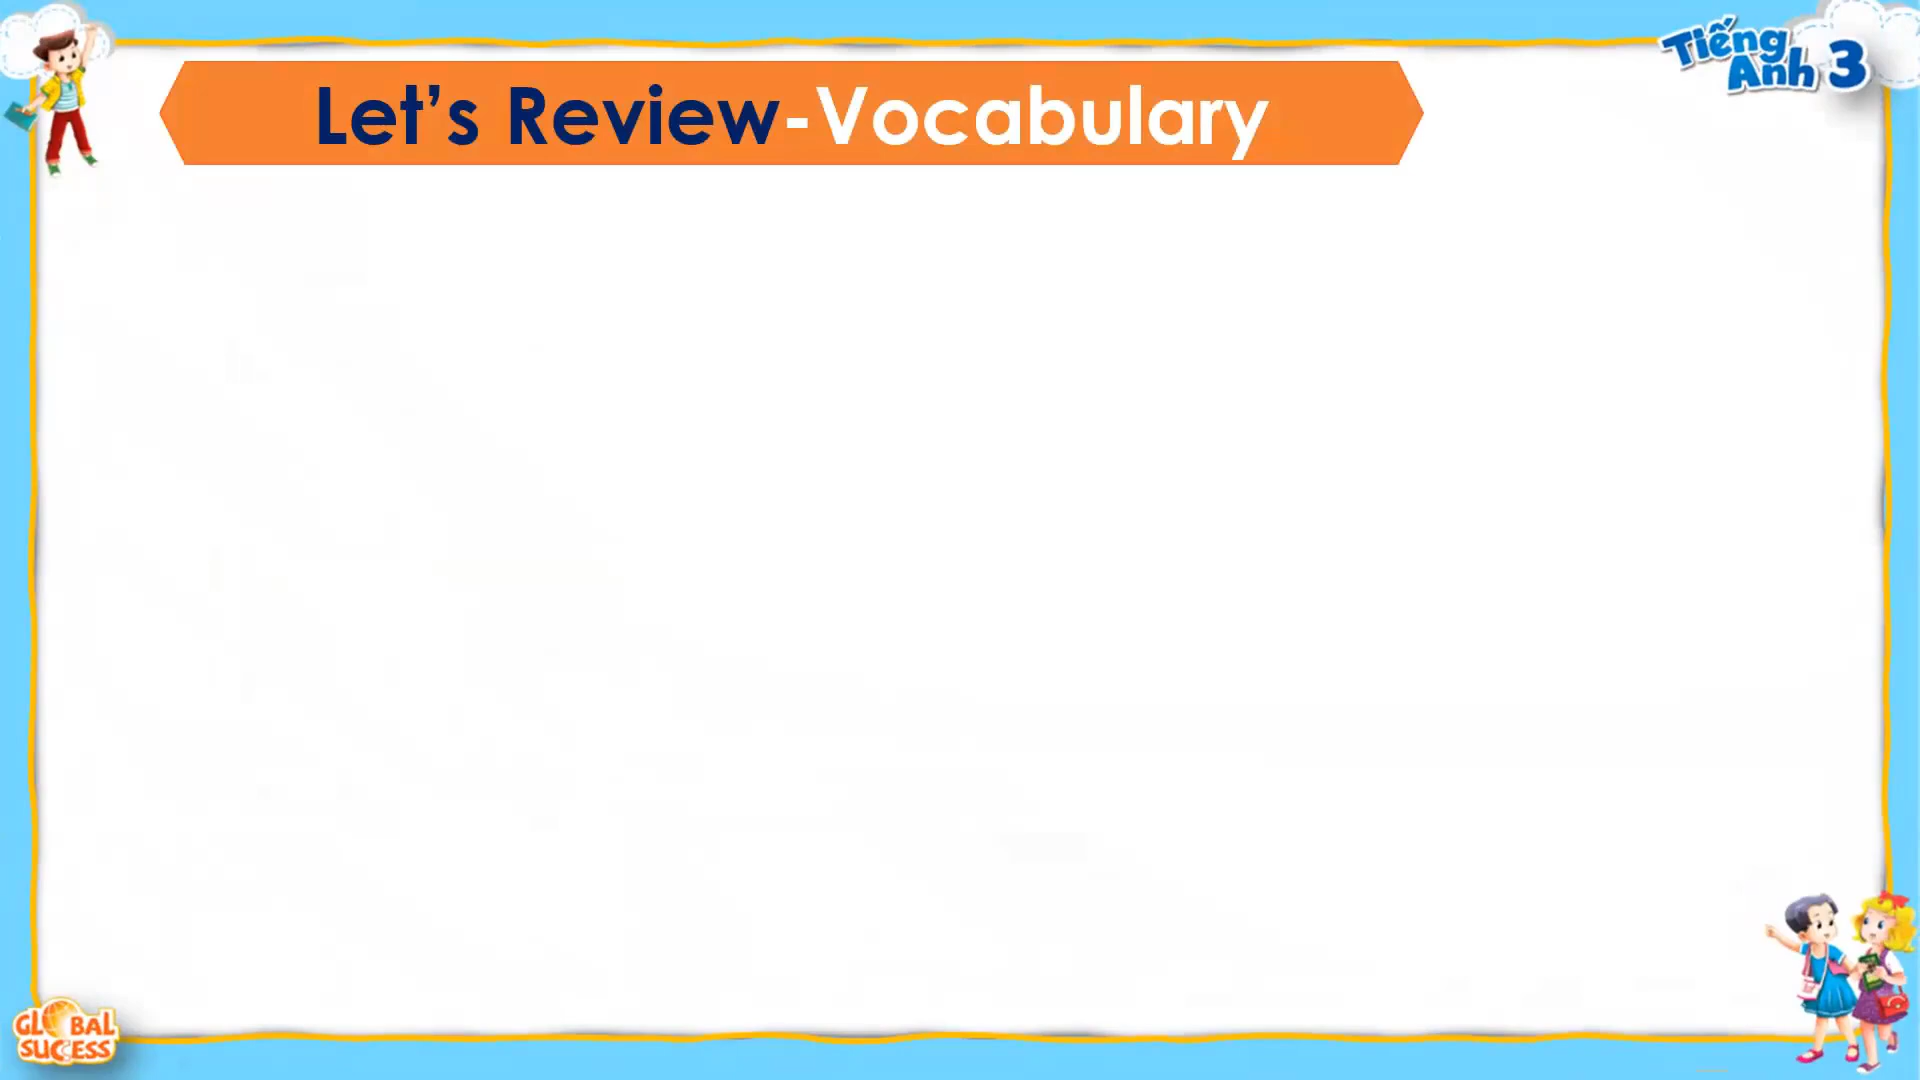 Let’s Review-Vocabulary
Tiếng
Anh 3
GLOBAL
SUCCESS